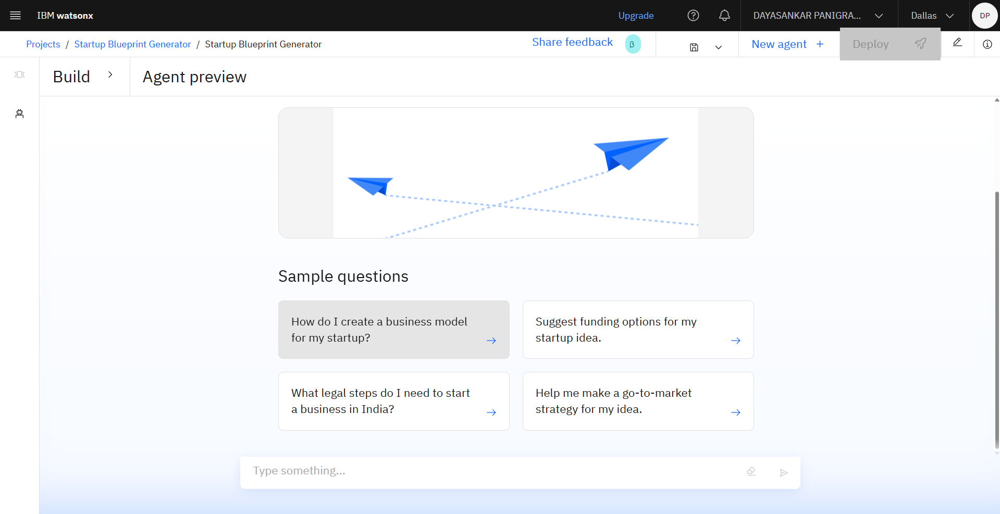 IBM watsonx
Upgrade
DAYASANKAR PANIGRA...
Dallas
DP
Projects / Startup Blueprint Generator / Startup Blueprint Generator
Share feedback
β
New agent +
Deploy
Build
Agent preview
Sample questions
How do I create a business model
for my startup?
Suggest funding options for my
startup idea.
What legal steps do I need to start
a business in India?
Help me make a go-to-market
strategy for my idea.
Type something...